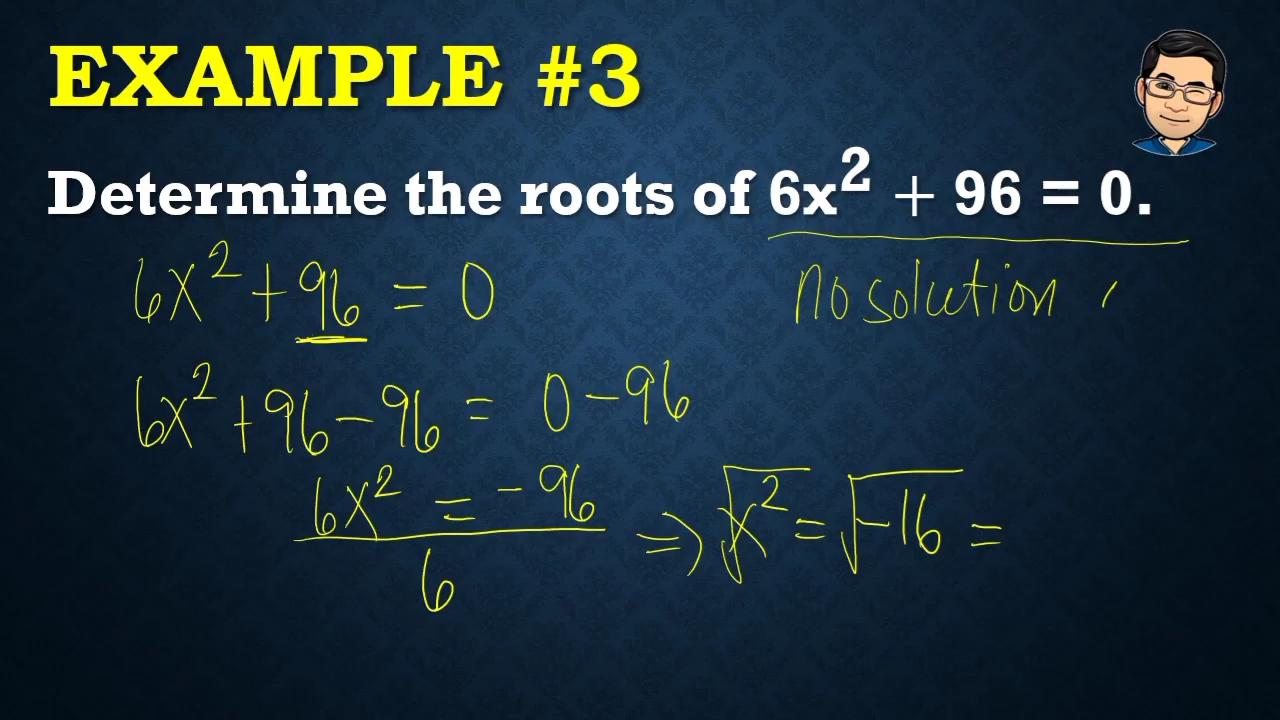 EXAMPLE #3
Determine the roots of 6x² + 96 = 0.
6x² + 96 = 0
no solution
6x² + 96 - 96 = 0 - 96
6x² = -96 ⇒ √x² = √-16 =
6